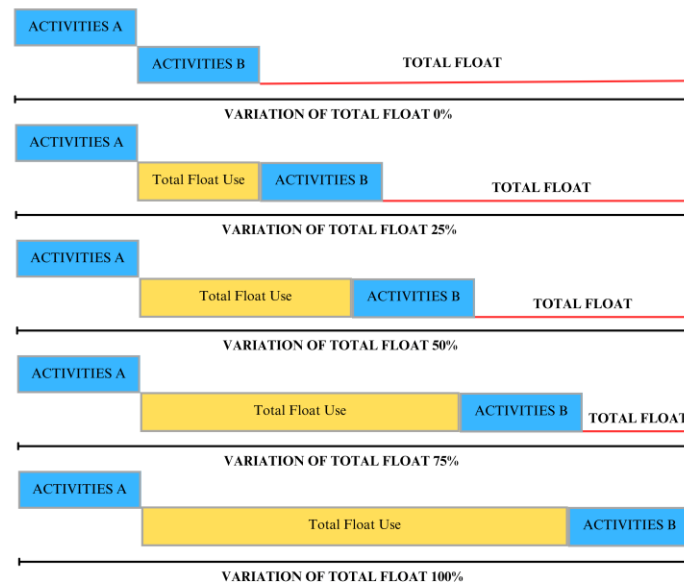 ACTIVITIES A
ACTIVITIES B
TOTAL FLOAT
VARIATION OF TOTAL FLOAT 0%
ACTIVITIES A
Total Float Use
ACTIVITIES B
TOTAL FLOAT
VARIATION OF TOTAL FLOAT 25%
ACTIVITIES A
Total Float Use
ACTIVITIES B
TOTAL FLOAT
VARIATION OF TOTAL FLOAT 50%
ACTIVITIES A
Total Float Use
ACTIVITIES B
TOTAL FLOAT
VARIATION OF TOTAL FLOAT 75%
ACTIVITIES A
Total Float Use
ACTIVITIES B
VARIATION OF TOTAL FLOAT 100%